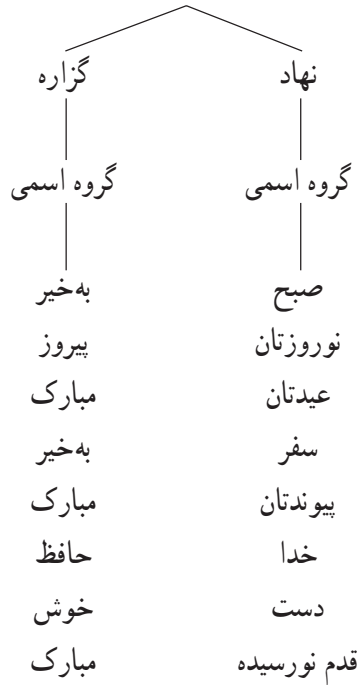 نهاد گزاره
گروه اسمی گروه اسمی
صبح به‌خیر
نوروزتان پیروز
عیدتان مبارک
سفر به‌خیر
پیوندتان مبارک
خدا حافظ
دست خوش
قدم نورسیده مبارک